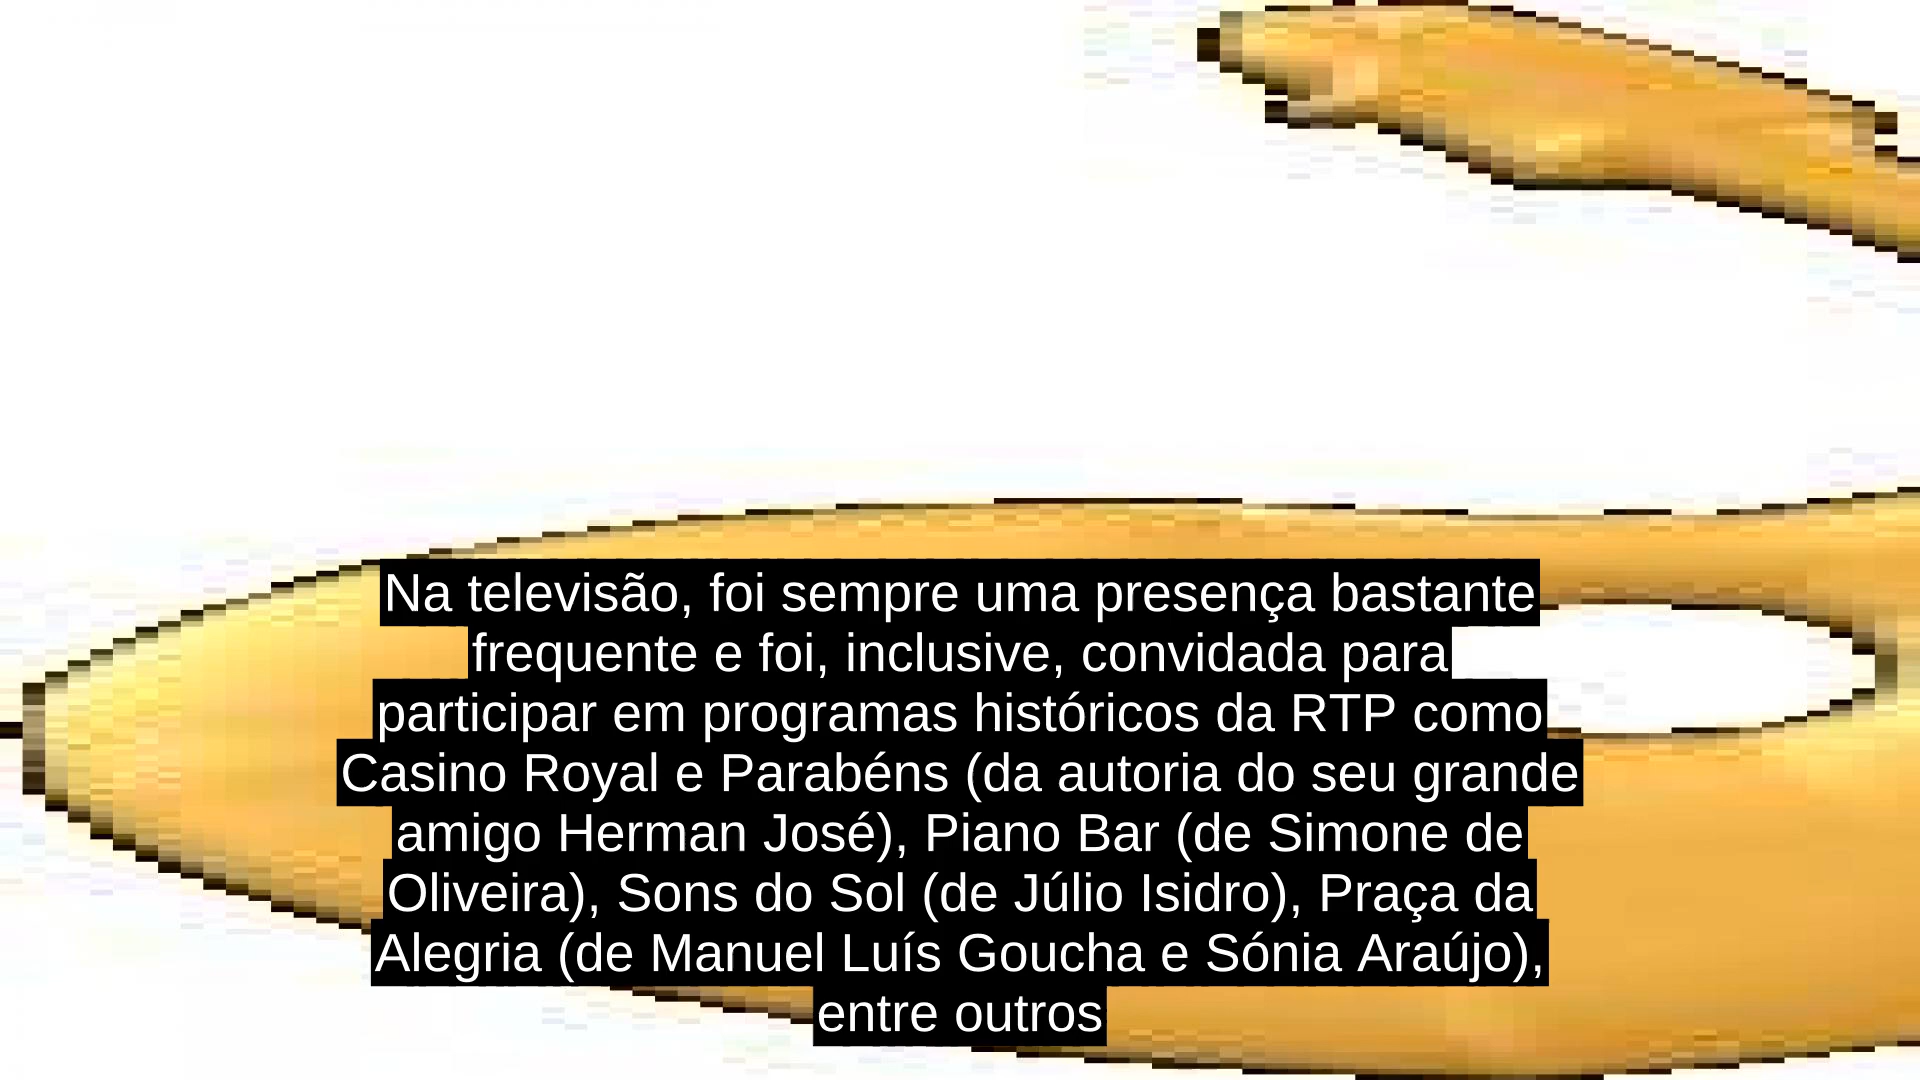 Na televisão, foi sempre uma presença bastante
frequente e foi, inclusive, convidada para
participar em programas históricos da RTP como
Casino Royal e Parabéns (da autoria do seu grande
amigo Herman José), Piano Bar (de Simone de
Oliveira), Sons do Sol (de Júlio Isidro), Praça da
Alegria (de Manuel Luís Goucha e Sónia Araújo),
entre outros